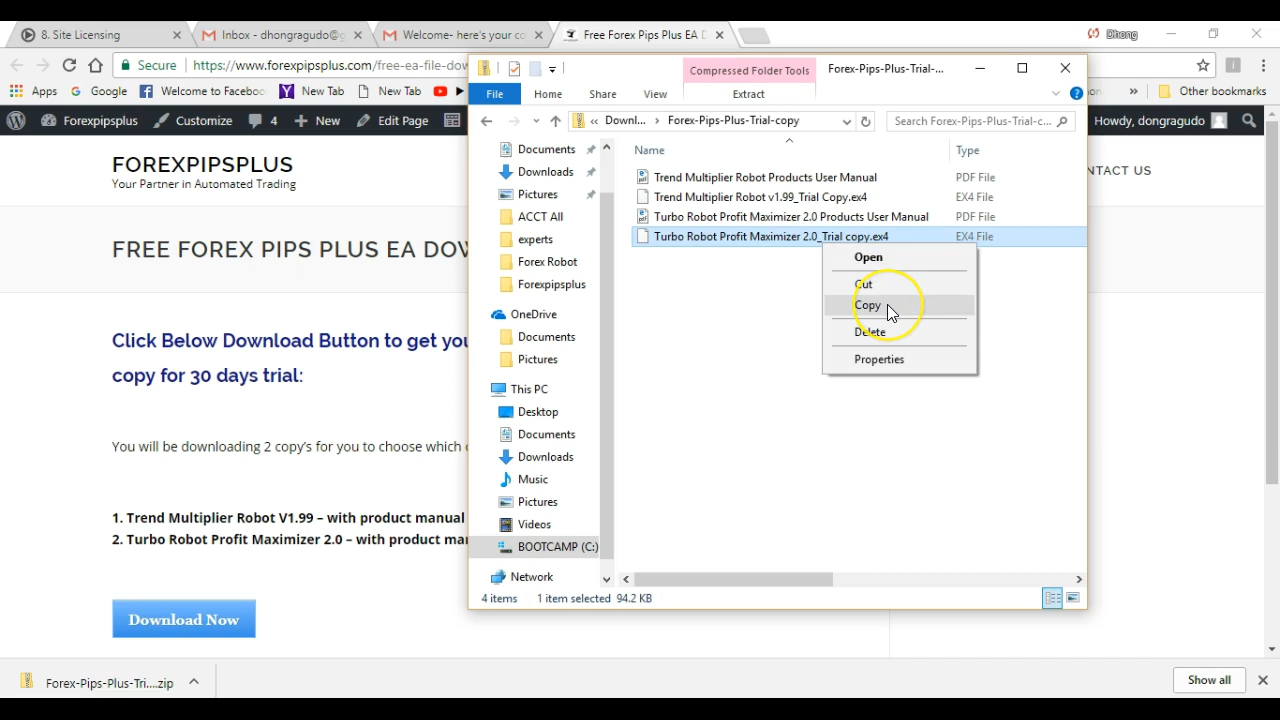 8. Site Licensing
Inbox - dhongragudo@g
Welcome- here's your co
Free Forex Pips Plus EA D
Dhong
Secure
https://www.forexpipsplus.com/free-ea-file-dow
Apps
Google
Welcome to Faceboo
New Tab
New Tab
Other bookmarks
Forexpipsplus
Customize
4
New
Edit Page
Howdy, dongragudo
FOREXPIPSPLUS
Your Partner in Automated Trading
NTACT US
FREE FOREX PIPS PLUS EA DOW
Click Below Download Button to get you
copy for 30 days trial:
You will be downloading 2 copy's for you to choose which
1. Trend Multiplier Robot V1.99 – with product manual
2. Turbo Robot Profit Maximizer 2.0 – with product ma
Download Now
Compressed Folder Tools
Forex-Pips-Plus-Trial-...
File
Home
Share
View
Extract
« Downl... › Forex-Pips-Plus-Trial-copy
Search Forex-Pips-Plus-Trial-c...
Documents
Downloads
Pictures
ACCT All
experts
Forex Robot
Forexpipsplus
OneDrive
Documents
Pictures
This PC
Desktop
Documents
Downloads
Music
Pictures
Videos
BOOTCAMP (C:)
Network
Name
Type
Trend Multiplier Robot Products User Manual
PDF File
Trend Multiplier Robot v1.99_Trial Copy.ex4
EX4 File
Turbo Robot Profit Maximizer 2.0 Products User Manual
PDF File
Turbo Robot Profit Maximizer 2.0_Trial copy.ex4
EX4 File
Open
Cut
Copy
Delete
Properties
4 items
1 item selected 94.2 KB
Forex-Pips-Plus-Tri....zip
Show all